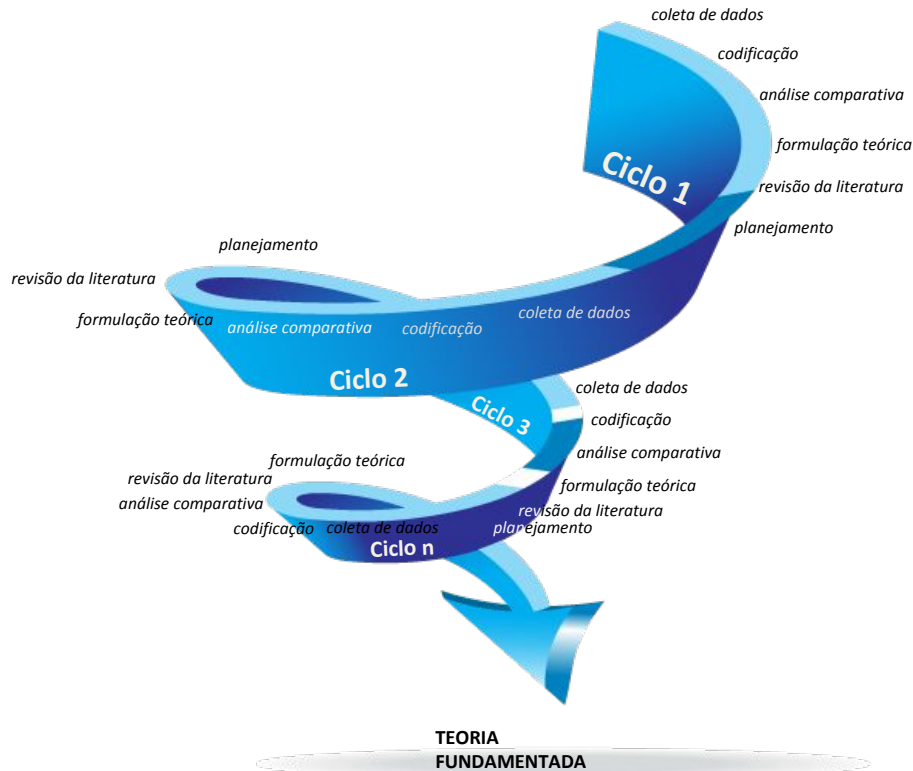 coleta de dados
codificação
análise comparativa
formulação teórica
Ciclo 1
revisão da literatura
planejamento
planejamento
revisão da literatura
formulação teórica
análise comparativa
codificação
coleta de dados
Ciclo 2
coleta de dados
Ciclo 3
codificação
análise comparativa
formulação teórica
formulação teórica
revisão da literatura
revisão da literatura
análise comparativa
codificação
coleta de dados
planejamento
Ciclo n
TEORIA
FUNDAMENTADA